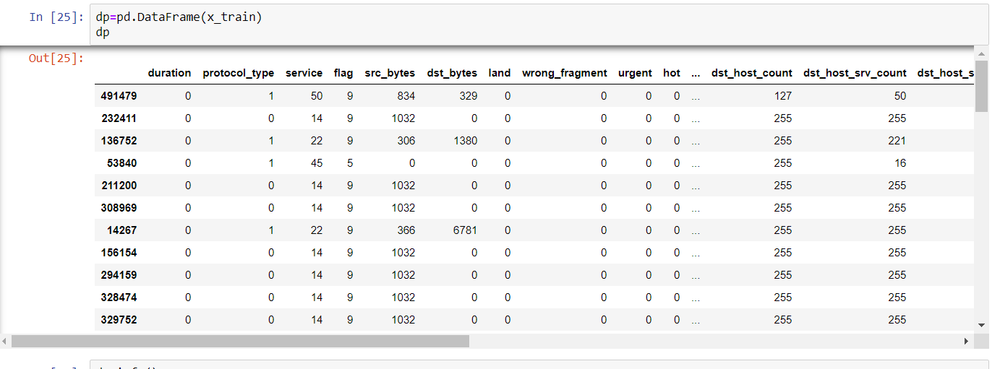 In [25]: dp=pd.DataFrame(x_train)
dp
Out[25]:
duration protocol_type service flag src_bytes dst_bytes land wrong_fragment urgent hot ... dst_host_count dst_host_srv_count dst_host_s
491479 0 1 50 9 834 329 0 0 0 0 ... 127 50
232411 0 0 14 9 1032 0 0 0 0 0 ... 255 255
136752 0 1 22 9 306 1380 0 0 0 0 ... 255 221
53840 0 1 45 5 0 0 0 0 0 0 ... 255 16
211200 0 0 14 9 1032 0 0 0 0 0 ... 255 255
308969 0 0 14 9 1032 0 0 0 0 0 ... 255 255
14267 0 1 22 9 366 6781 0 0 0 0 ... 255 255
156154 0 0 14 9 1032 0 0 0 0 0 ... 255 255
294159 0 0 14 9 1032 0 0 0 0 0 ... 255 255
328474 0 0 14 9 1032 0 0 0 0 0 ... 255 255
329752 0 0 14 9 1032 0 0 0 0 0 ... 255 255